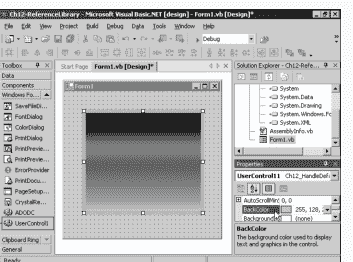 Ch12-ReferenceLibrary - Microsoft Visual Basic.NET [design] - Form1.vb [Design]*
File Edit View Project Build Debug Data Tools Window Help
Debug
Toolbox
Data
Components
Windows Fo...
SaveFileDi...
FontDialog
ColorDialog
PrintDialog
PrintPrevie...
PrintPrevie...
ErrorProvider
PrintDocu...
PageSetup...
CrystalRe...
ADODC
UserControl1
Clipboard Ring
General
Ready
Start Page Form1.vb [Design]*
Form1
Solution Explorer - Ch12-Refe...
System
System.Data
System.Drawing
System.Windows.Fo
System.XML
AssemblyInfo.vb
Form1.vb
Properties
UserControl11 Ch12_HandleDef
AutoScrollMini 0, 0
BackColor 255, 128,
Background (none)
BackColor
The background color used to display text and graphics in the control.